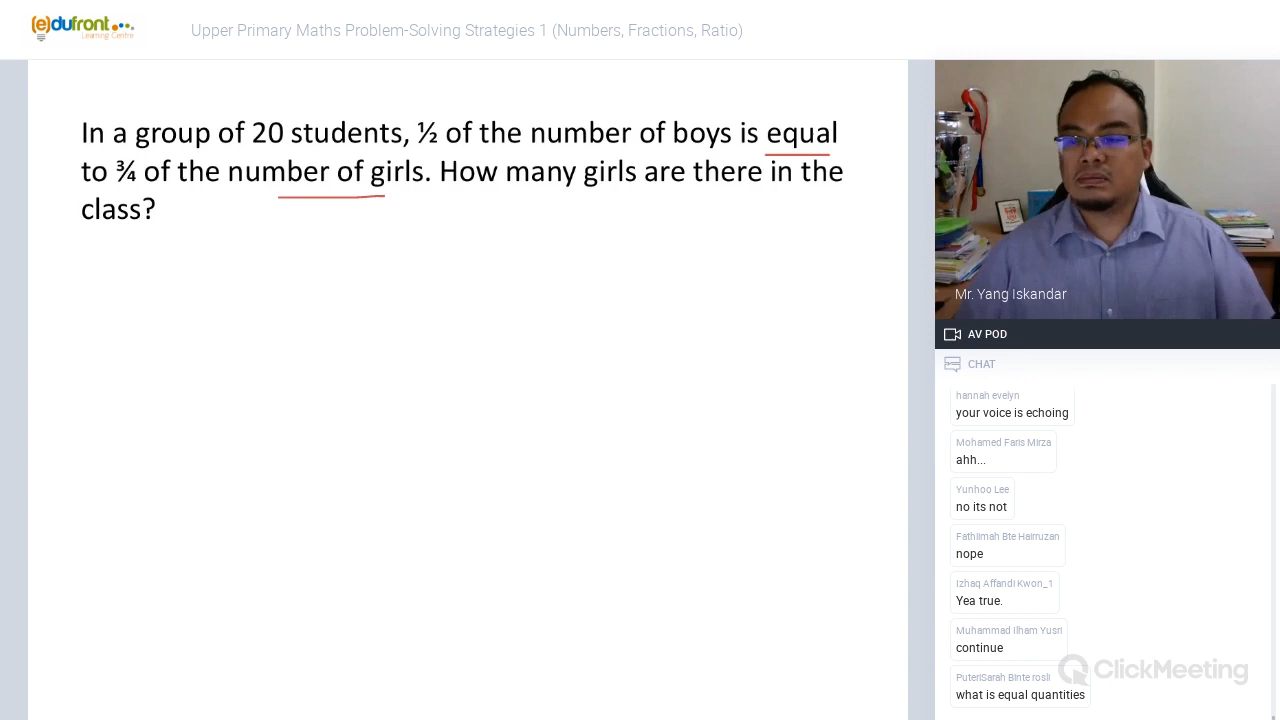 (e)dufront
Learning Centre
Upper Primary Maths Problem-Solving Strategies 1 (Numbers, Fractions, Ratio)
In a group of 20 students, ½ of the number of boys is equal
to ¾ of the number of girls. How many girls are there in the
class?
Mr. Yang Iskandar
AV POD
CHAT
hannah evelyn
your voice is echoing
Mohamed Faris Mirza
ahh...
Yunhoo Lee
no its not
Fathiimah Bte Hairruzan
nope
Izhaq Affandi Kwon_1
Yea true.
Muhammad Ilham Yusri
continue
PuteriSarah Binte rosli
what is equal quantities
ClickMeeting